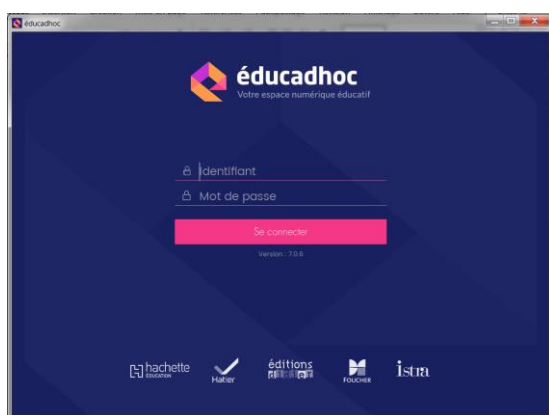 éducadhoc
éducadhoc
Votre espace numérique éducatif
Identifiant
Mot de passe
Se connecter
Version : 7.0.6
hachette
ÉDUCATION
Hatier
éditions
FOUCHER
istra